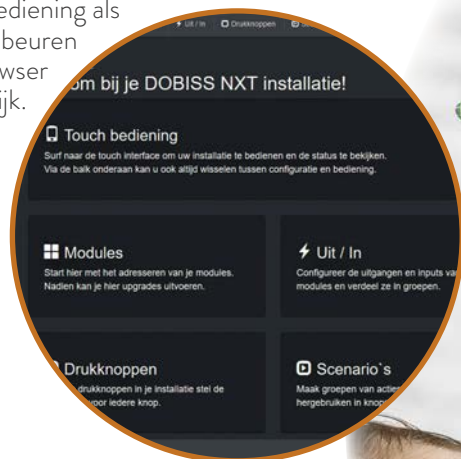 ediening als
beuren
wser
ijk.
Uit / In Drukknoppen
om bij je DOBISS NXT installatie!
Touch bediening
Surf naar de touch interface om uw installatie te bedienen en de status te bekijken.
Via de balk onderaan kan u ook altijd wisselen tussen configuratie en bediening.
Modules
Start hier met het adresseren van je modules.
Nadien kan je hier upgrades uitvoeren.
Uit / In
Configureer de uitgangen en inputs van
modules en verdeel ze in groepen.
Drukknoppen
drukknoppen in je installatie stel de
voor iedere knop.
Scenario`s
Maak groepen van actie
hergebruiken in knop